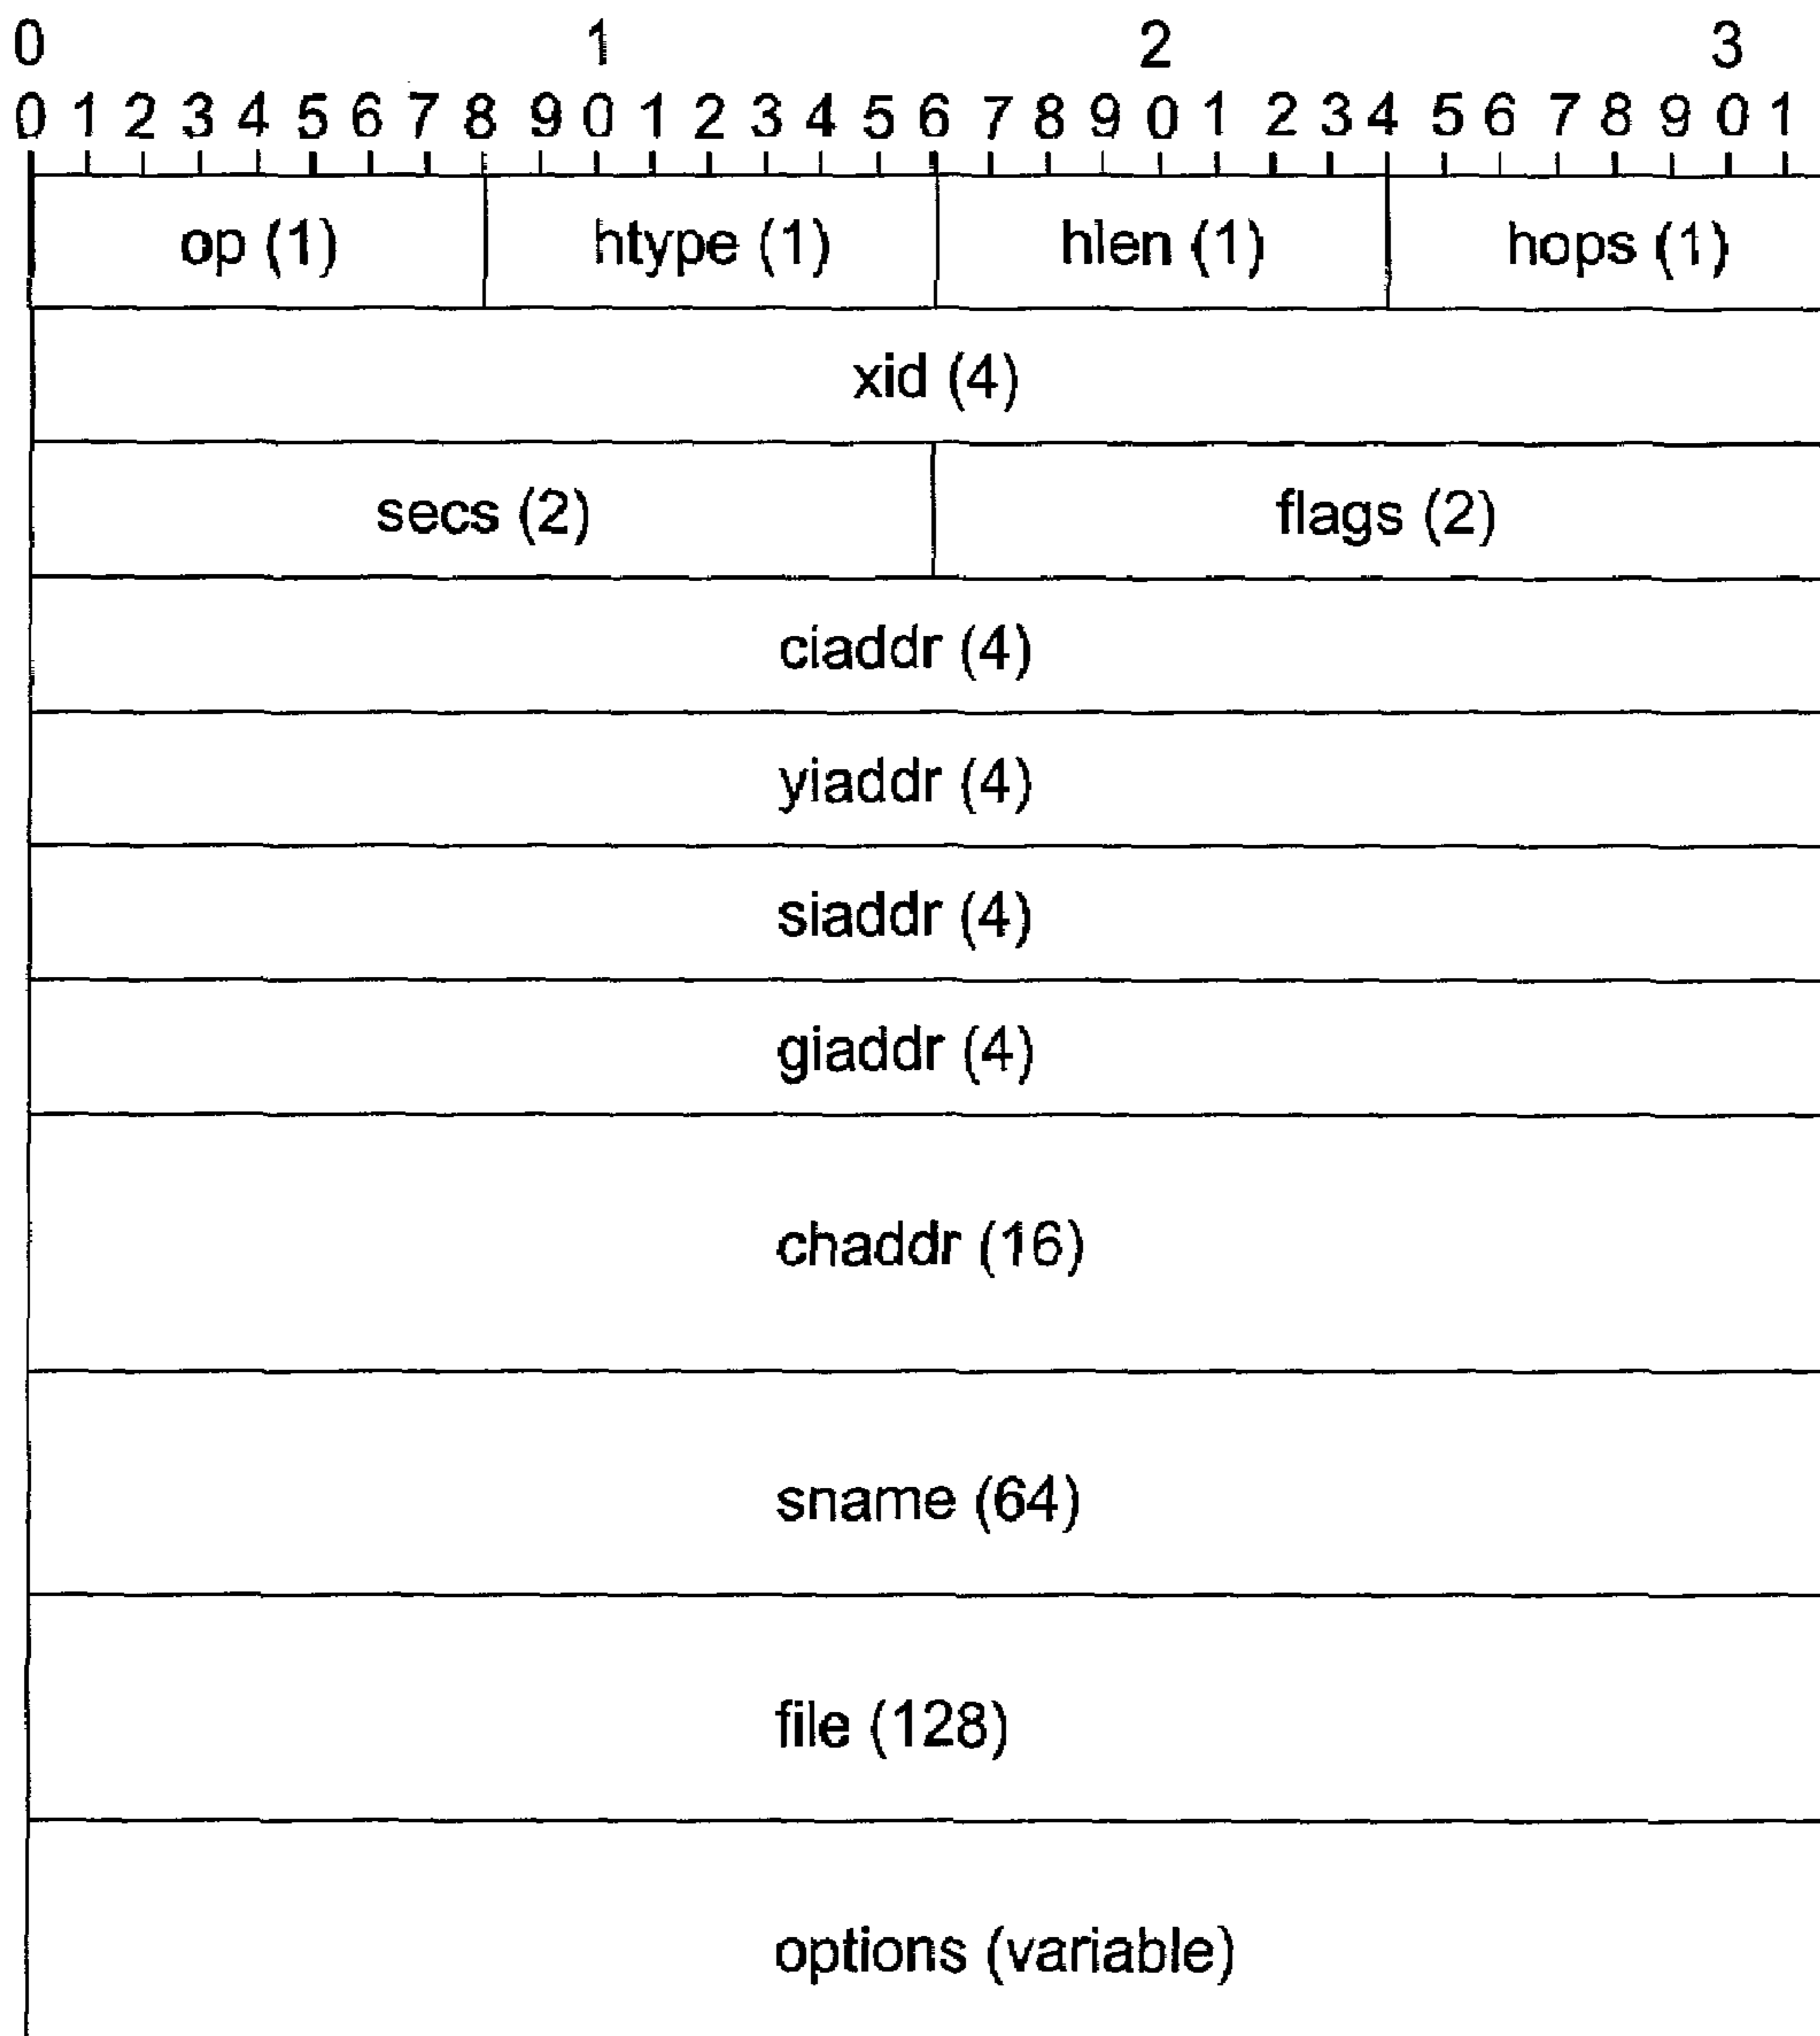 0 1 2 3
0 1 2 3 4 5 6 7 8 9 0 1 2 3 4 5 6 7 8 9 0 1 2 3 4 5 6 7 8 9 0 1
op (1) htype (1) hlen (1) hops (1)
xid (4)
secs (2) flags (2)
ciaddr (4)
yiaddr (4)
siaddr (4)
giaddr (4)
chaddr (16)
sname (64)
file (128)
options (variable)